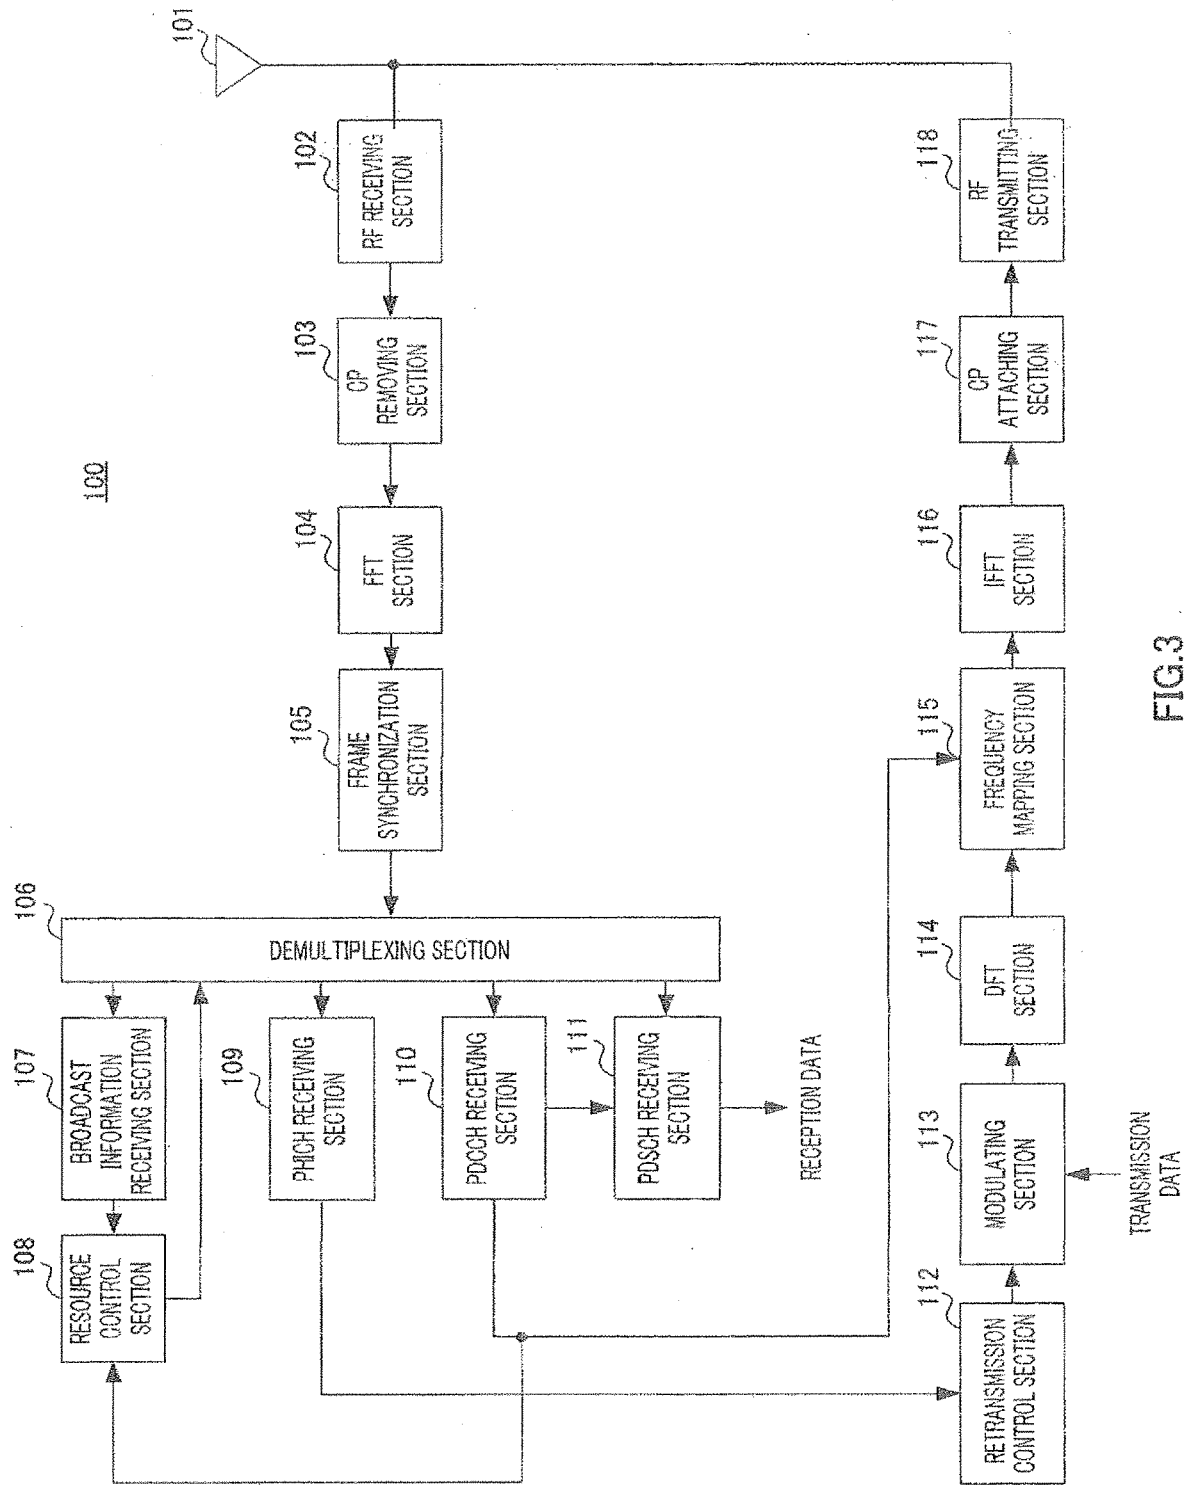 100
101
102
RF RECEIVING
SECTION
103
CP
REMOVING
SECTION
104
FFT
SECTION
105
FRAME
SYNCHRONIZATION
SECTION
106
DEMULTIPLEXING SECTION
107
BROADCAST
INFORMATION
RECEIVING SECTION
108
RESOURCE
CONTROL
SECTION
109
PHICH RECEIVING
SECTION
110
PDCCH RECEIVING
SECTION
111
PDSCH RECEIVING
SECTION
RECEPTION DATA
112
RETRANSMISSION
CONTROL SECTION
113
MODULATING
SECTION
TRANSMISSION
DATA
114
DFT
SECTION
115
FREQUENCY
MAPPING SECTION
116
IFFT
SECTION
117
CP
ATTACHING
SECTION
118
RF
TRANSMITTING
SECTION
FIG.3